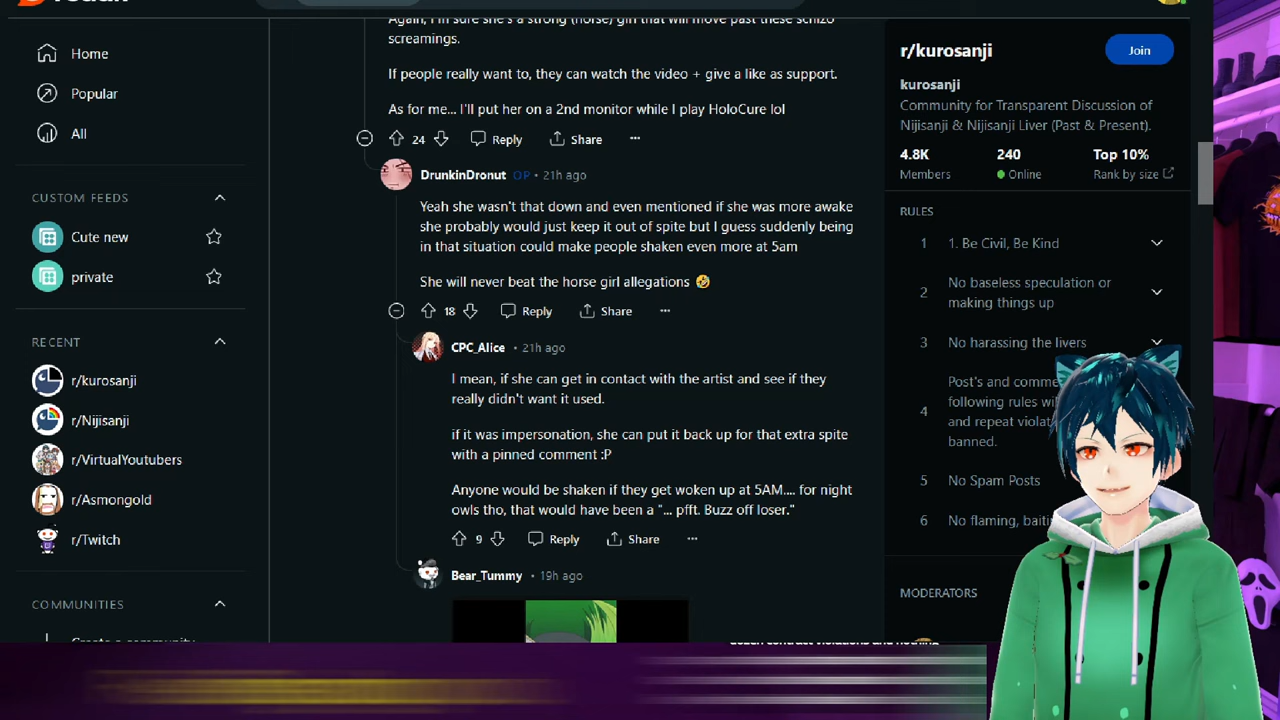 Again, I'm sure she's a strong (horse) girl that will move past these schizo
screamings.
If people really want to, they can watch the video + give a like as support.
As for me... I'll put her on a 2nd monitor while I play HoloCure lol
24 Reply Share ...
DrunkinDronut OP • 21h ago
Yeah she wasn't that down and even mentioned if she was more awake
she probably would just keep it out of spite but I guess suddenly being
in that situation could make people shaken even more at 5am
She will never beat the horse girl allegations 🤣
18 Reply Share ...
CPC_Alice • 21h ago
I mean, if she can get in contact with the artist and see if they
really didn't want it used.
if it was impersonation, she can put it back up for that extra spite
with a pinned comment :P
Anyone would be shaken if they get woken up at 5AM.... for night
owls tho, that would have been a "... pfft. Buzz off loser."
9 Reply Share ...
Bear_Tummy • 19h ago
Home
Popular
All
CUSTOM FEEDS
Cute new
private
RECENT
r/kurosanji
r/Nijisanji
r/VirtualYoutubers
r/Asmongold
r/Twitch
COMMUNITIES
Create a community
r/kurosanji
Join
kurosanji
Community for Transparent Discussion of
Nijisanji & Nijisanji Liver (Past & Present).
4.8K 240 Top 10%
Members Online Rank by size
RULES
1 1. Be Civil, Be Kind
2 No baseless speculation or
making things up
3 No harassing the livers
4 Post's and comme
following rules wi
and repeat violat
banned.
5 No Spam Posts
6 No flaming, baiti
MODERATORS